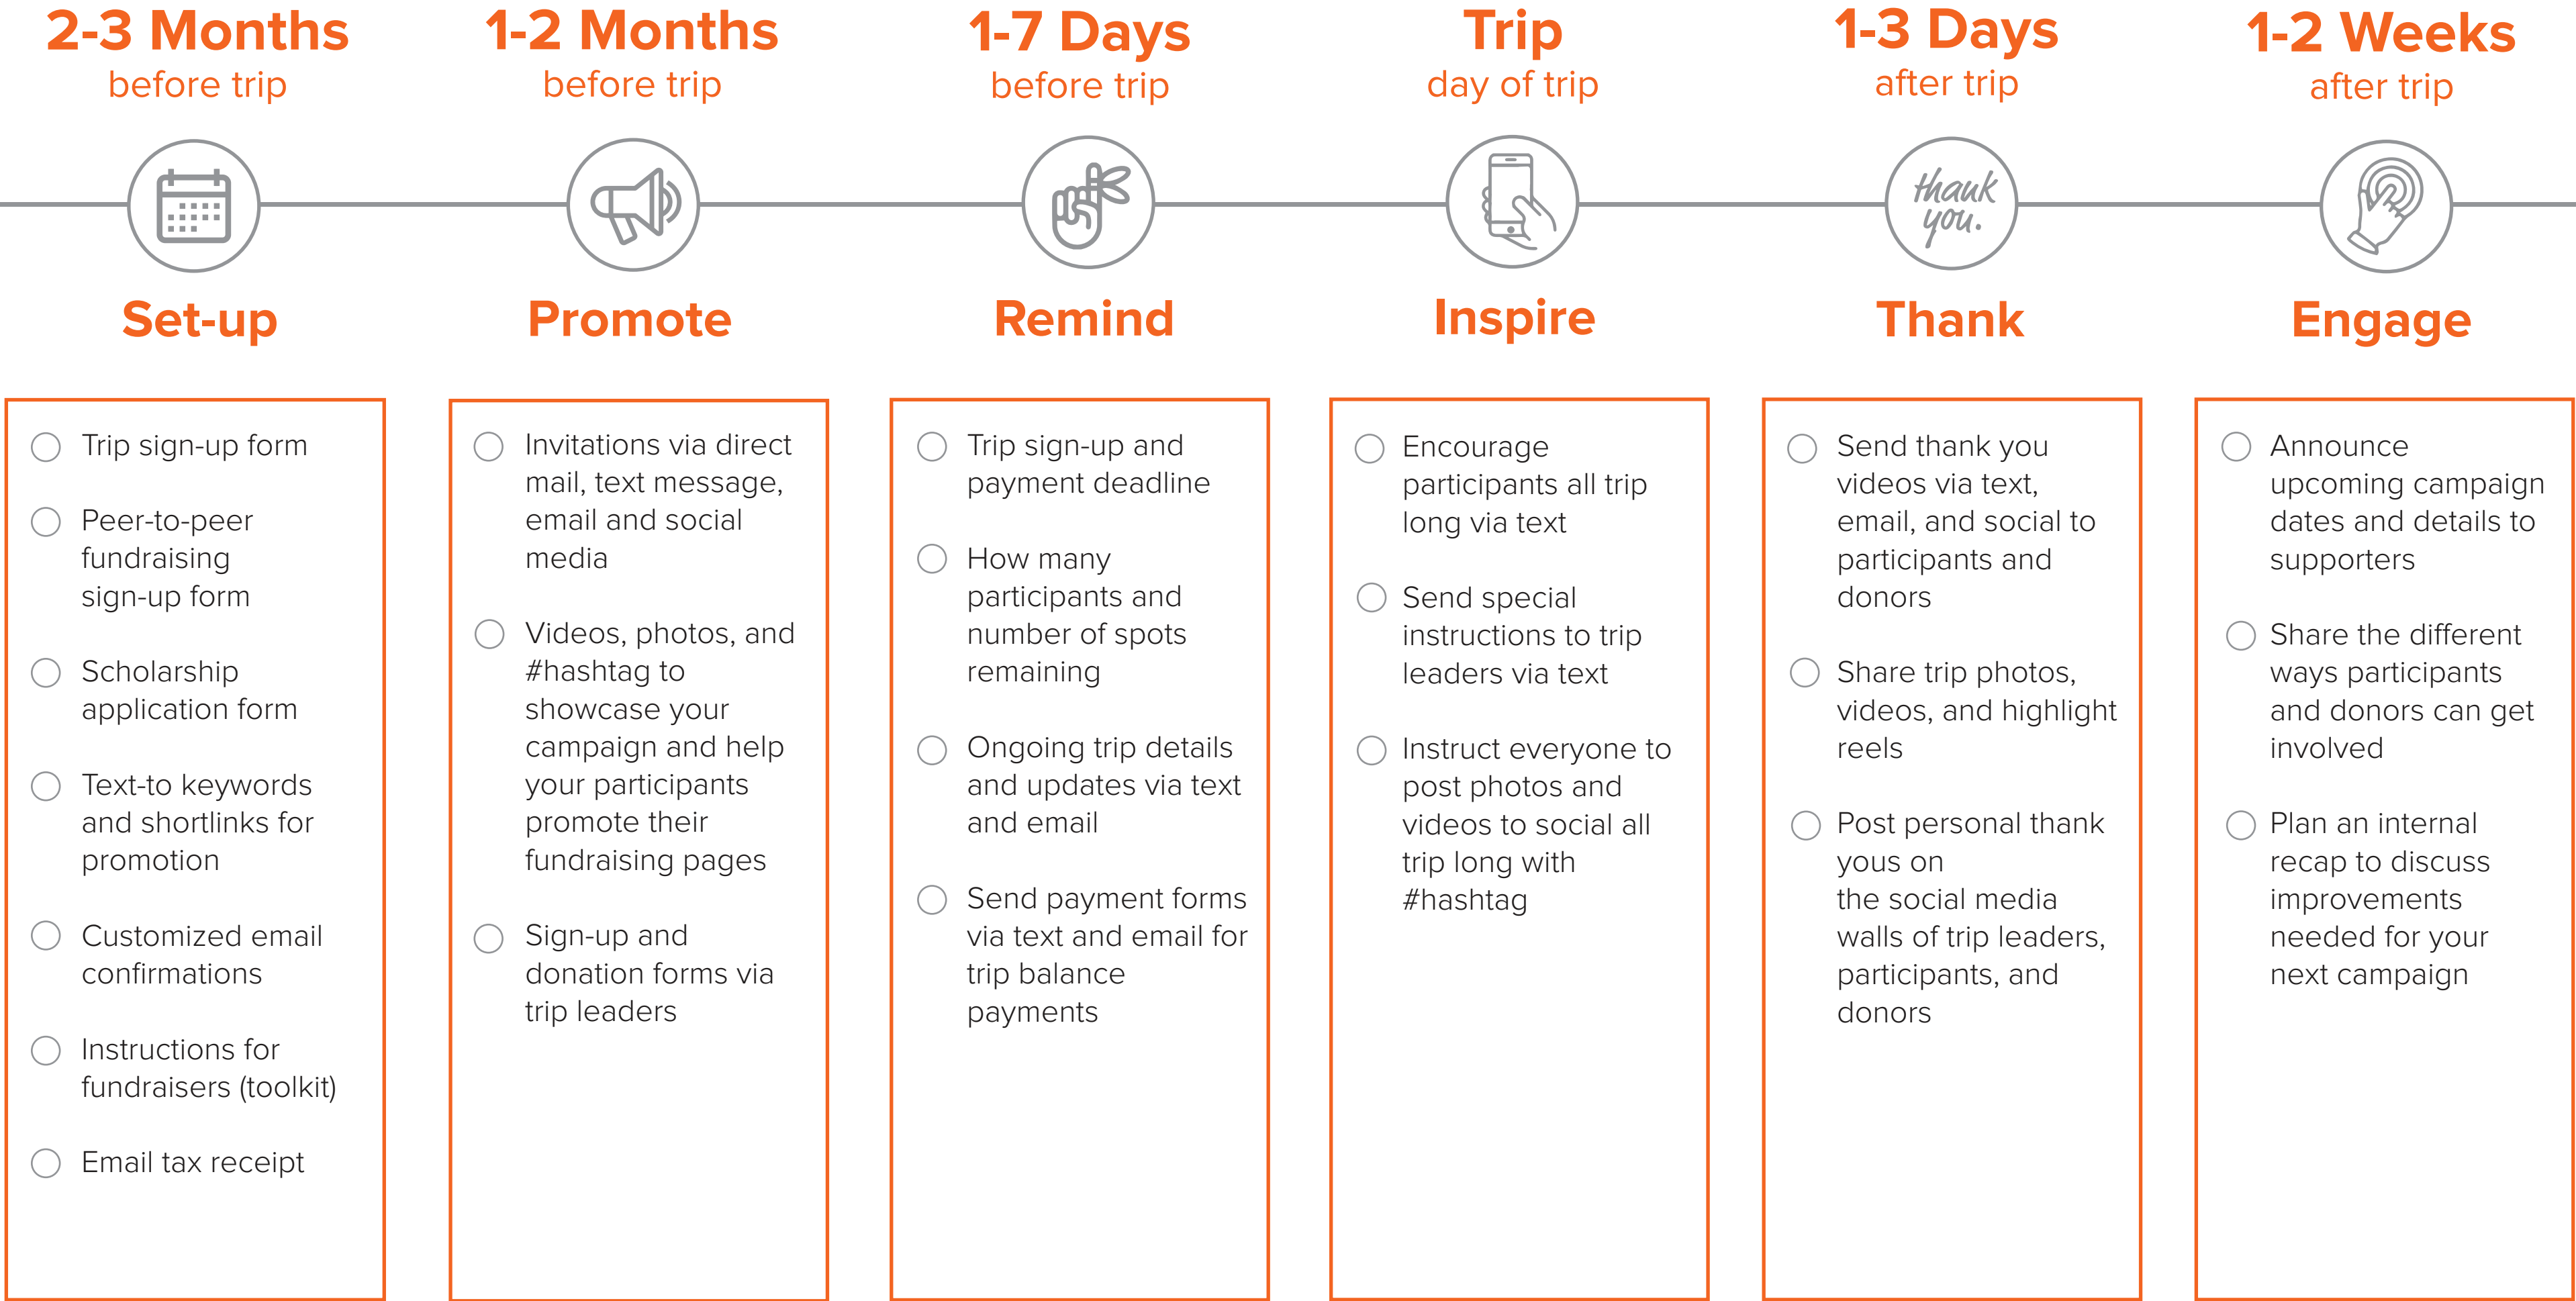 2-3 Months
before trip
Set-up
Trip sign-up form
Peer-to-peer
fundraising
sign-up form
Scholarship
application form
Text-to keywords
and shortlinks for
promotion
Customized email
confirmations
Instructions for
fundraisers (toolkit)
Email tax receipt
1-2 Months
before trip
Promote
Invitations via direct
mail, text message,
email and social
media
Videos, photos, and
#hashtag to
showcase your
campaign and help
your participants
promote their
fundraising pages
Sign-up and
donation forms via
trip leaders
1-7 Days
before trip
Remind
Trip sign-up and
payment deadline
How many
participants and
number of spots
remaining
Ongoing trip details
and updates via text
and email
Send payment forms
via text and email for
trip balance
payments
Trip
day of trip
Inspire
Encourage
participants all trip
long via text
Send special
instructions to trip
leaders via text
Instruct everyone to
post photos and
videos to social all
trip long with
#hashtag
1-3 Days
after trip
thank
you.
Thank
Send thank you
videos via text,
email, and social to
participants and
donors
Share trip photos,
videos, and highlight
reels
Post personal thank
yous on
the social media
walls of trip leaders,
participants, and
donors
1-2 Weeks
after trip
Engage
Announce
upcoming campaign
dates and details to
supporters
Share the different
ways participants
and donors can get
involved
Plan an internal
recap to discuss
improvements
needed for your
next campaign